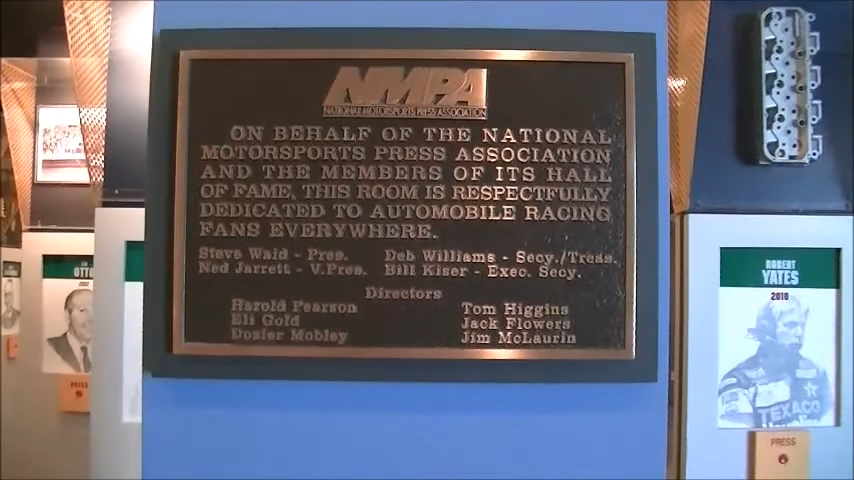 NMPA
NATIONAL MOTORSPORTS PRESS ASSOCIATION
ON BEHALF OF THE NATIONAL
MOTORSPORTS PRESS ASSOCIATION
AND THE MEMBERS OF ITS HALL
OF FAME, THIS ROOM IS RESPECTFULLY
DEDICATED TO AUTOMOBILE RACING
FANS EVERYWHERE.
Steve Waid - Pres. Deb Williams - Secy./Treas.
Ned Jarrett - V.Pres. Bill Kiser - Exec. Secy.
Directors
Harold Pearson Tom Higgins
Eli Gold Jack Flowers
Dozier Mobley Jim McLaurin
OTTO
2002
PRESS
ROBERT
YATES
2010
TEXACO
PRESS